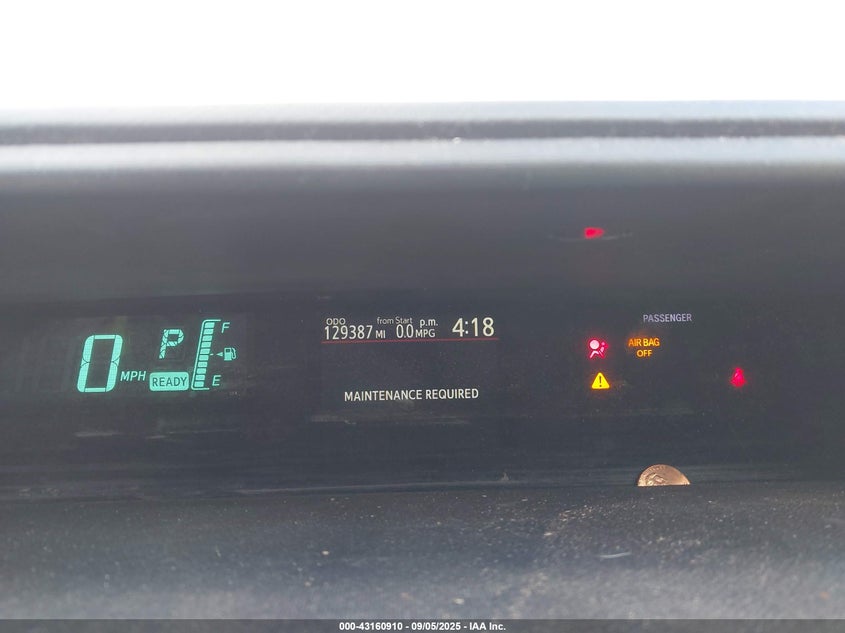 0 MPH
P
READY
F
E
ODO from Start p.m.
129387 MI 0.0 MPG 4:18
MAINTENANCE REQUIRED
PASSENGER
AIR BAG
OFF
000-43160910 - 09/05/2025 - IAA Inc.